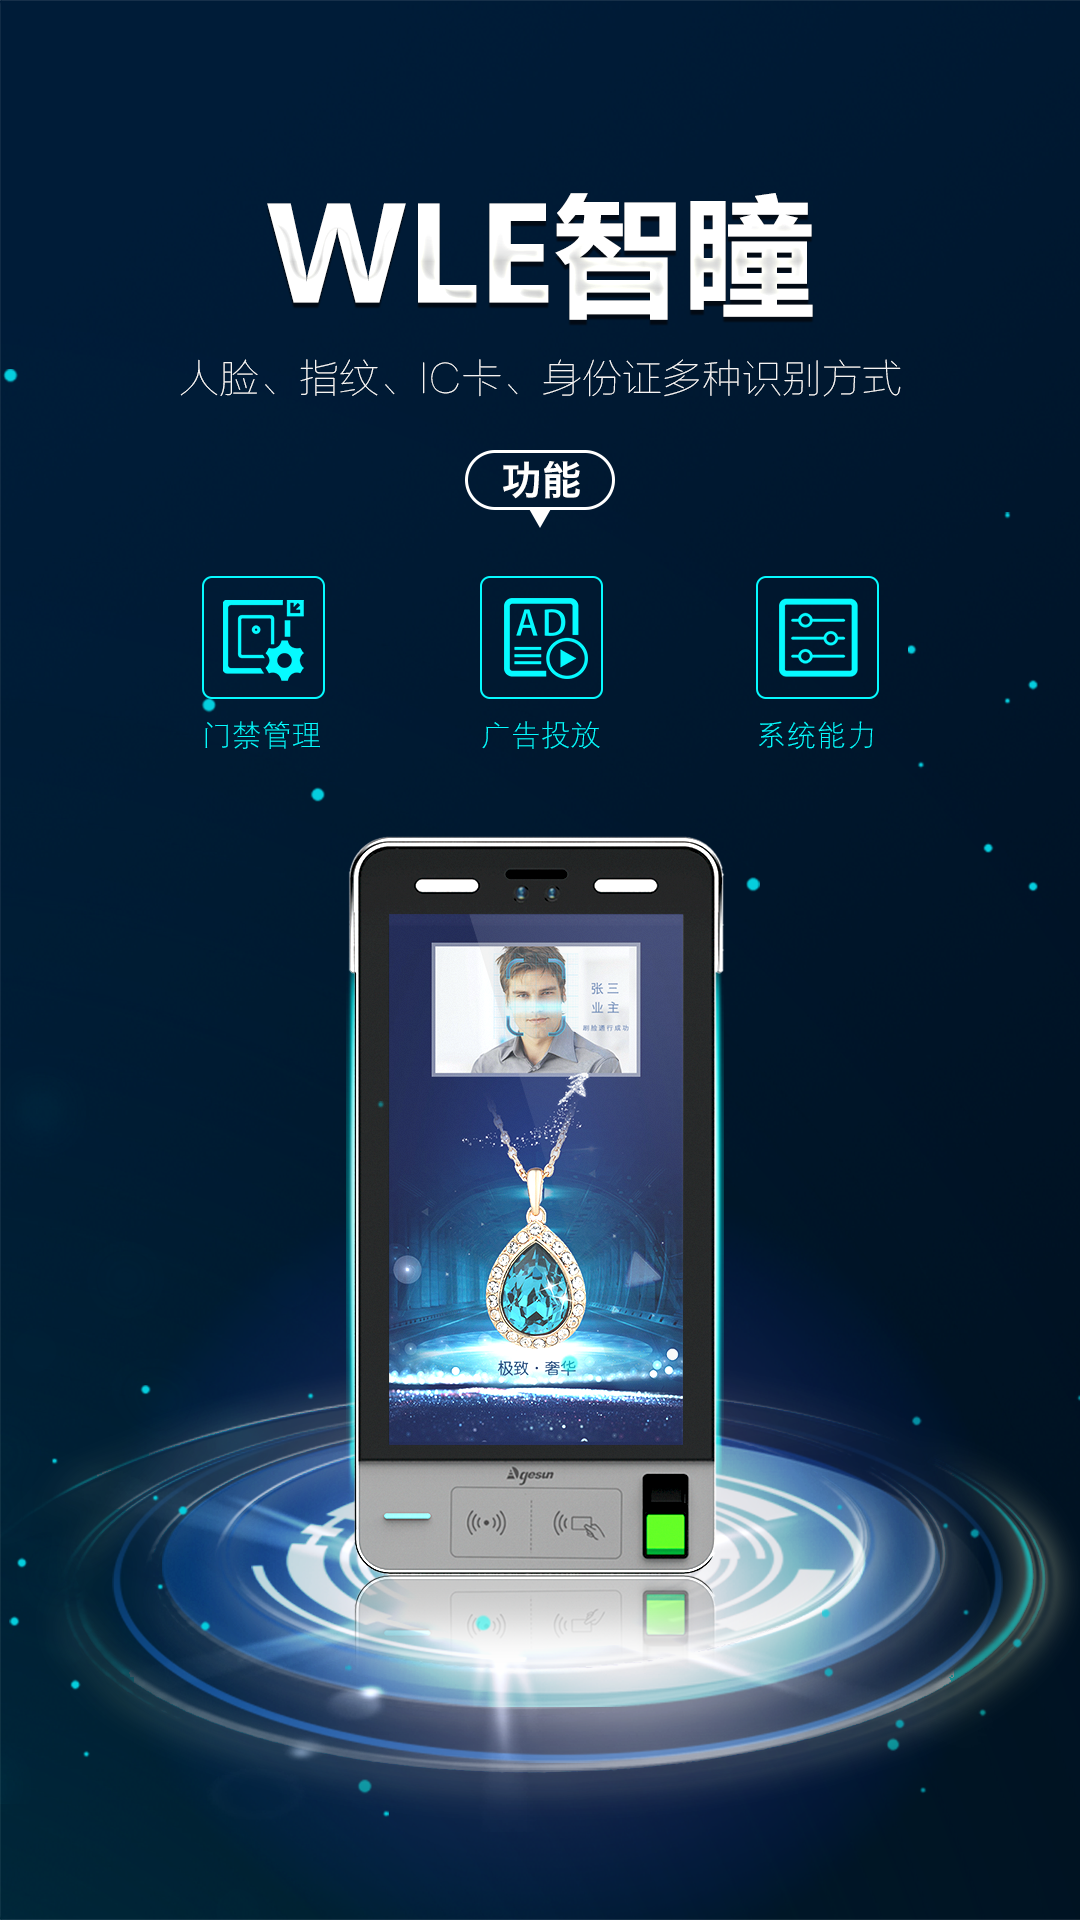 WLE智瞳
人脸、指纹、IC卡、身份证多种识别方式
功能
AD
门禁管理
广告投放
系统能力
张三
业主
刷脸通行成功
极致·奢华
Agesun